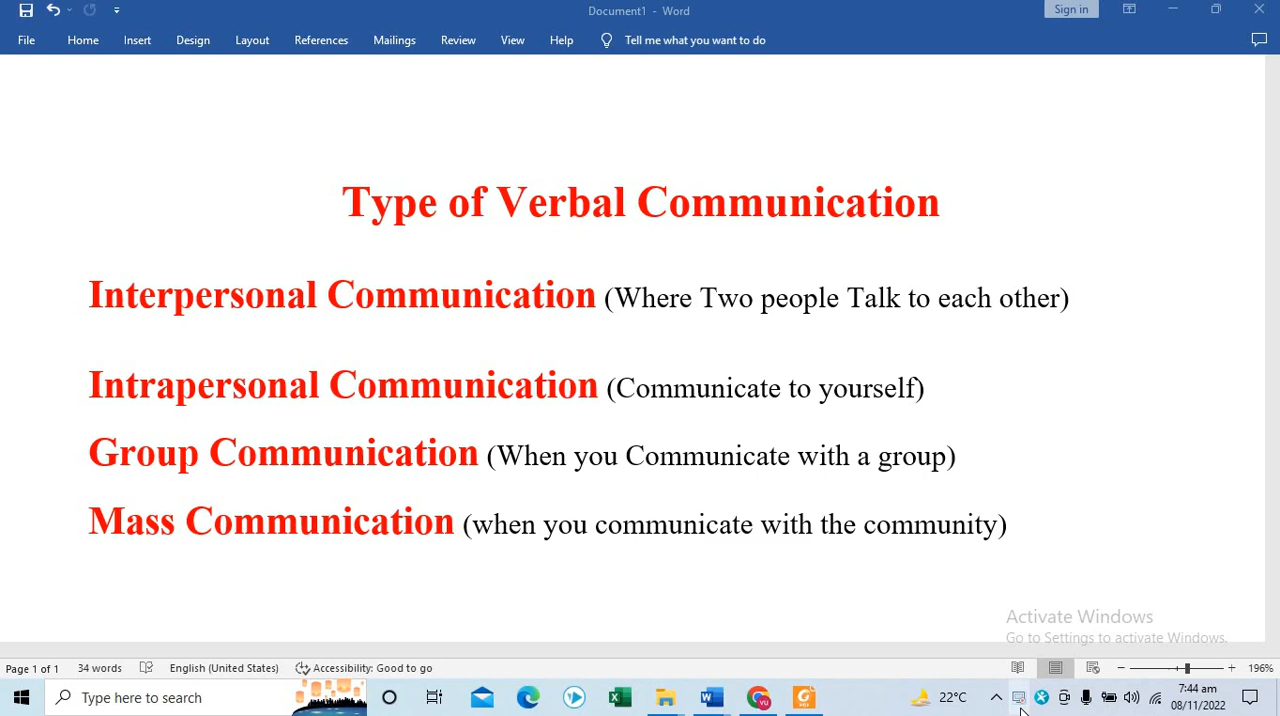 Document1 - Word
Sign in
File Home Insert Design Layout References Mailings Review View Help Tell me what you want to do
Type of Verbal Communication
Interpersonal Communication (Where Two people Talk to each other)
Intrapersonal Communication (Communicate to yourself)
Group Communication (When you Communicate with a group)
Mass Communication (when you communicate with the community)
Activate Windows
Go to Settings to activate Windows.
Page 1 of 1 34 words English (United States) Accessibility: Good to go 196%
Type here to search 22°C 7:44 am
08/11/2022